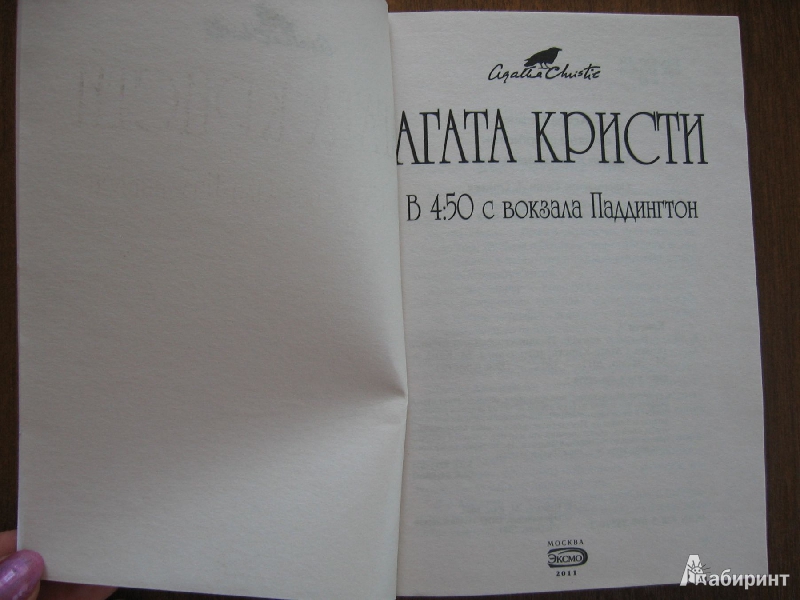 Agatha Christie
АГАТА КРИСТИ
В 4:50 с вокзала Паддингтон
МОСКВА
ЭКСМО
2011
Лабиринт